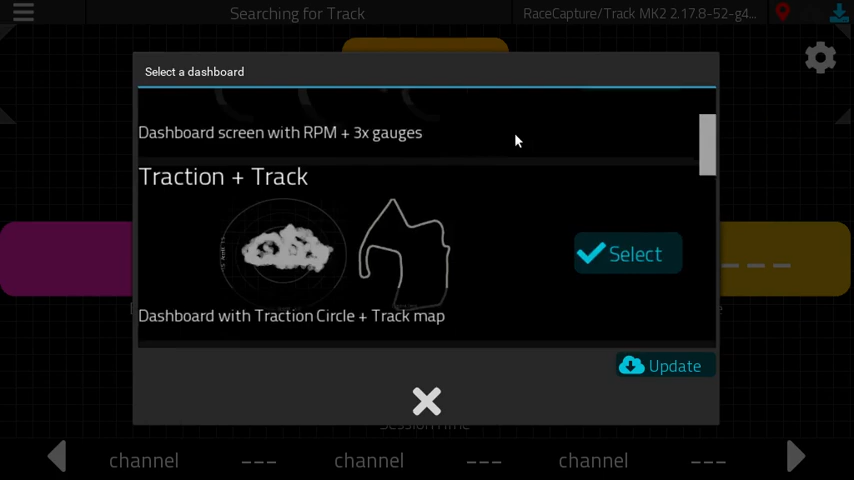 Searching for Track
RaceCapture/Track MK2 2.17.8-52-g4...
Select a dashboard
Dashboard screen with RPM + 3x gauges
Traction + Track
Select
Dashboard with Traction Circle + Track map
Update
SessionTime
channel --- channel --- channel ---